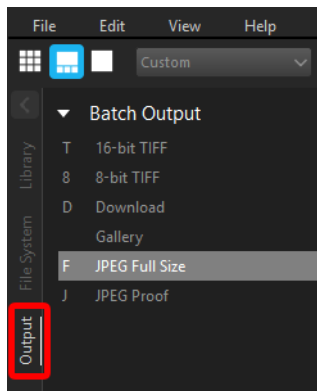 File Edit View Help
Custom
Batch Output
T 16-bit TIFF
8 8-bit TIFF
D Download
Gallery
F JPEG Full Size
J JPEG Proof
Library
File System
Output